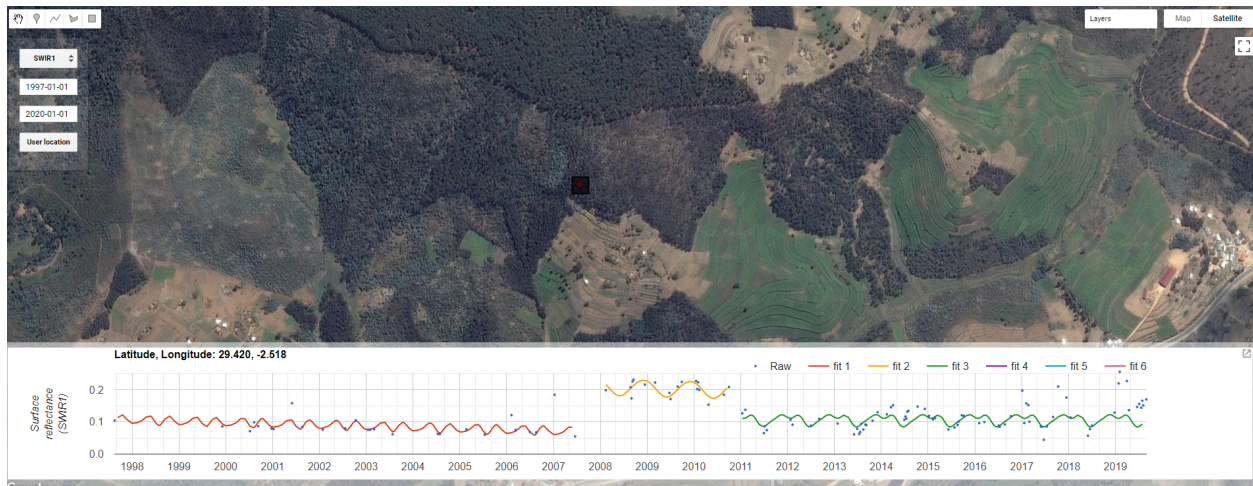 Layers
Map Satellite
SWIR1
1997-01-01
2020-01-01
User location
Latitude, Longitude: 29.420, -2.518
Raw fit 1 fit 2 fit 3 fit 4 fit 5 fit 6
Surface
reflectance
(SWIR1)
0.2
0.1
0.0
1998 1999 2000 2001 2002 2003 2004 2005 2006 2007 2008 2009 2010 2011 2012 2013 2014 2015 2016 2017 2018 2019